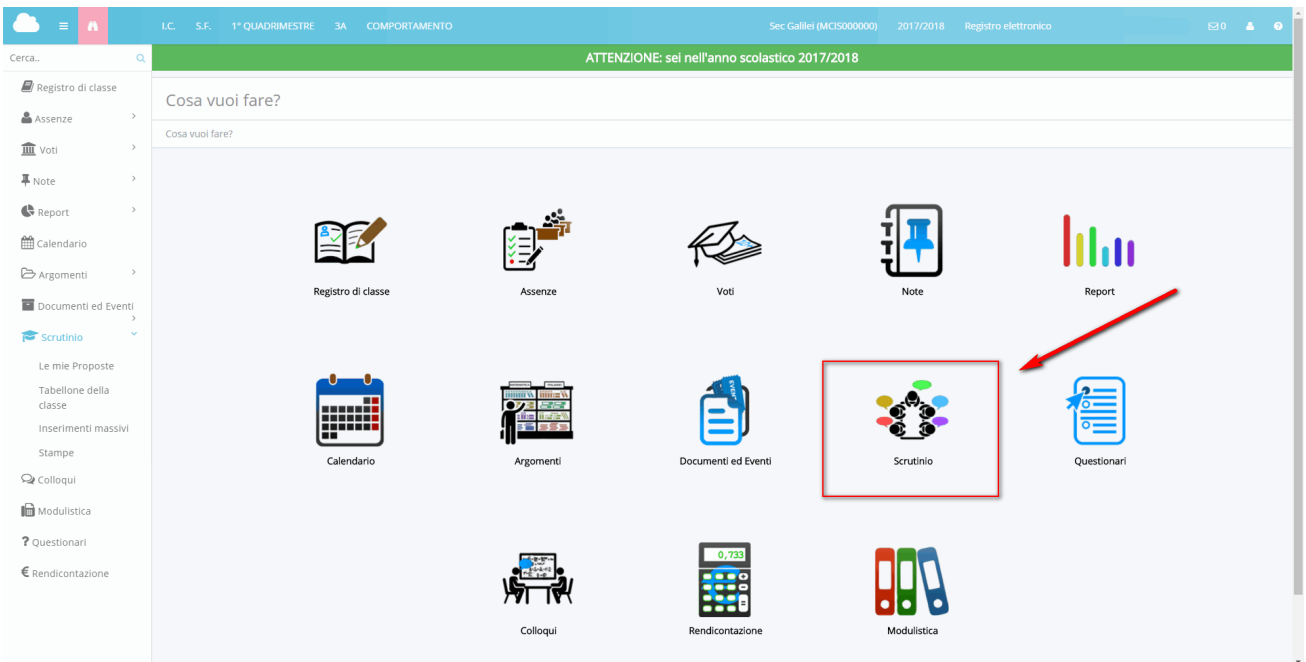 I.C. S.F. 1° QUADRIMESTRE 3A COMPORTAMENTO Sec Galilei (MCIS000000) 2017/2018 Registro elettronico 0
Cerca..
ATTENZIONE: sei nell'anno scolastico 2017/2018
Registro di classe
Assenze
Voti
Note
Report
Calendario
Argomenti
Documenti ed Eventi
Scrutinio
Le mie Proposte
Tabellone della
classe
Inserimenti massivi
Stampe
Colloqui
Modulistica
? Questionari
€ Rendicontazione
Cosa vuoi fare?
Cosa vuoi fare?
Registro di classe Assenze Voti Note Report
Calendario Argomenti Documenti ed Eventi Scrutinio Questionari
0,733
Colloqui Rendicontazione Modulistica